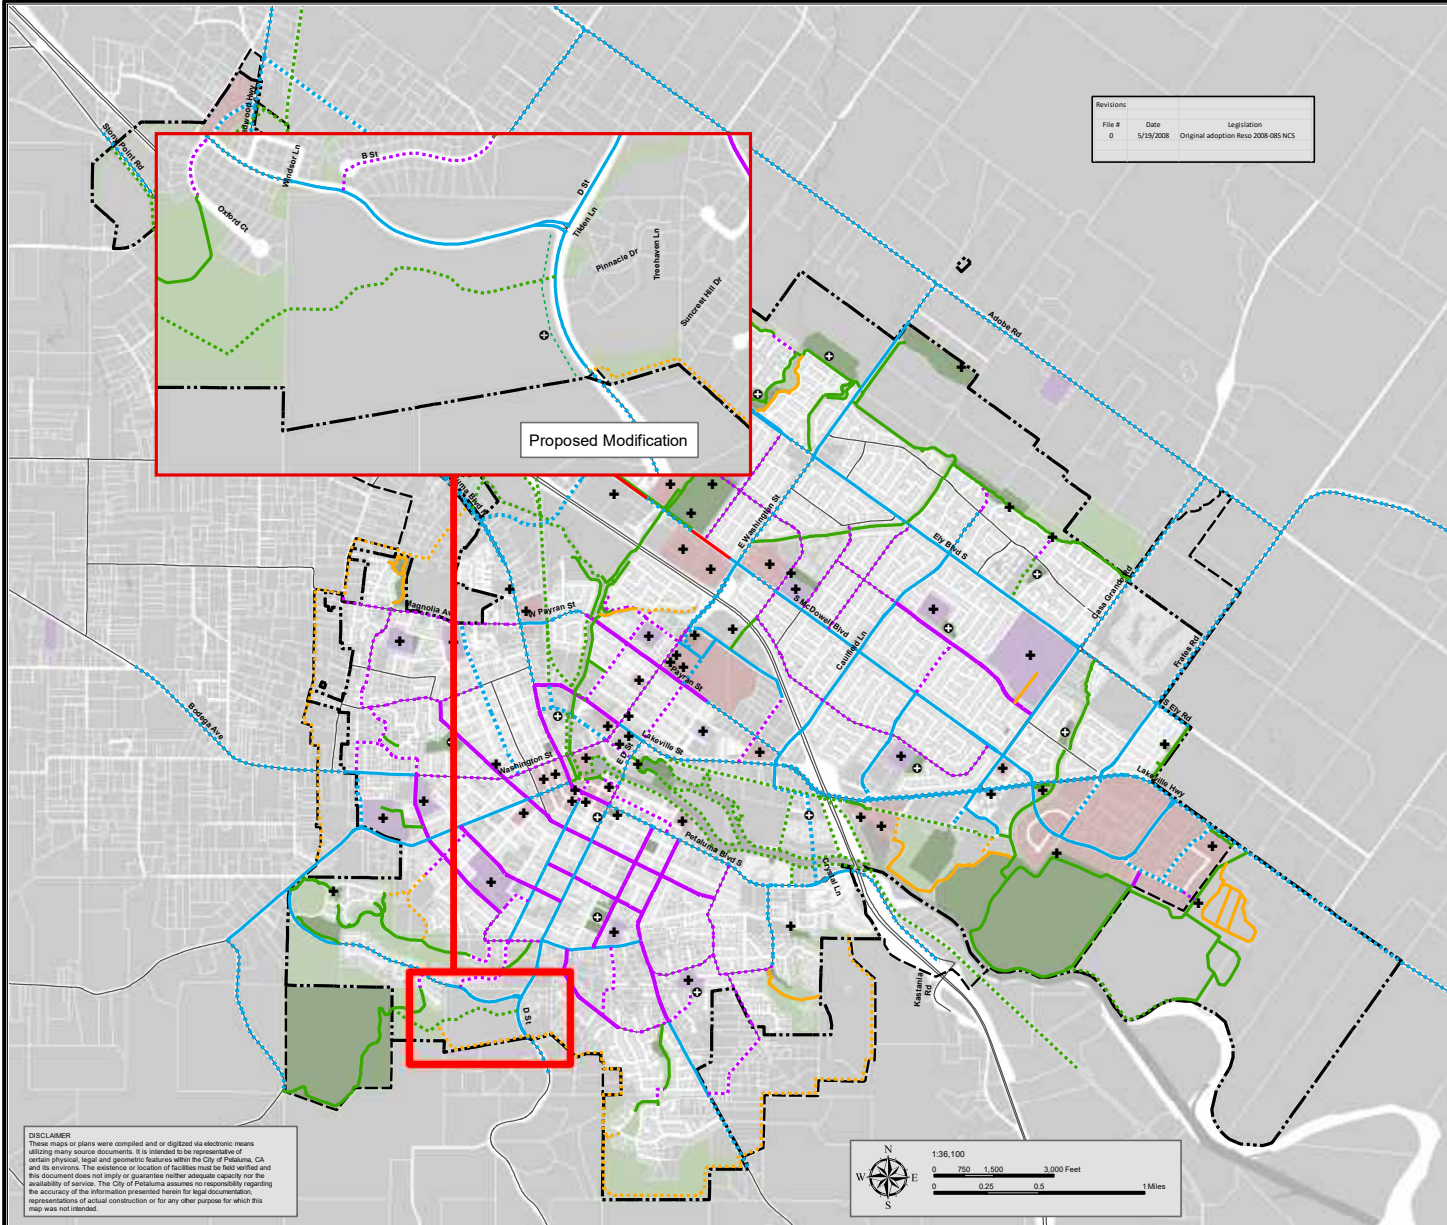 Revisions
File # Date Legislation
0 5/19/2008 Original adoption Reso 2008-085 NCS
Stony Point Rd
Windsor Ln
B St
D St
Tilden Ln
Oxford Ct
Pinnacle Dr
Treehaven Ln
Suncrest Hill Dr
Proposed Modification
Adobe Rd
E Washington St
Ely Blvd S
Casa Grande Rd
Frates Rd
S McDowell Blvd
Caulfield Ln
Magnolia Av
W Payran St
Payran St
S Ely Rd
Bodega Ave
Washington St
Lakeville St
E D St
Lakeville Hwy
Petaluma Blvd S
Crystal Ln
Kastania
Rd
D St
DISCLAIMER
These maps or plans were compiled and or digitized via electronic means
utilizing many source documents. It is intended to be representative of
certain physical, legal and geometric features within the City of Petaluma, CA
and its environs. The existence or location of facilities must be field verified and
this document does not imply or guarantee neither adequate capacity nor the
availability of service. The City of Petaluma assumes no responsibility regarding
the accuracy of the information presented herein for legal documentation,
representations of actual construction or for any other purpose for which this
map was not intended.
N
W E
S
1:36,100
0 750 1,500 3,000 Feet
0 0.25 0.5 1 Miles